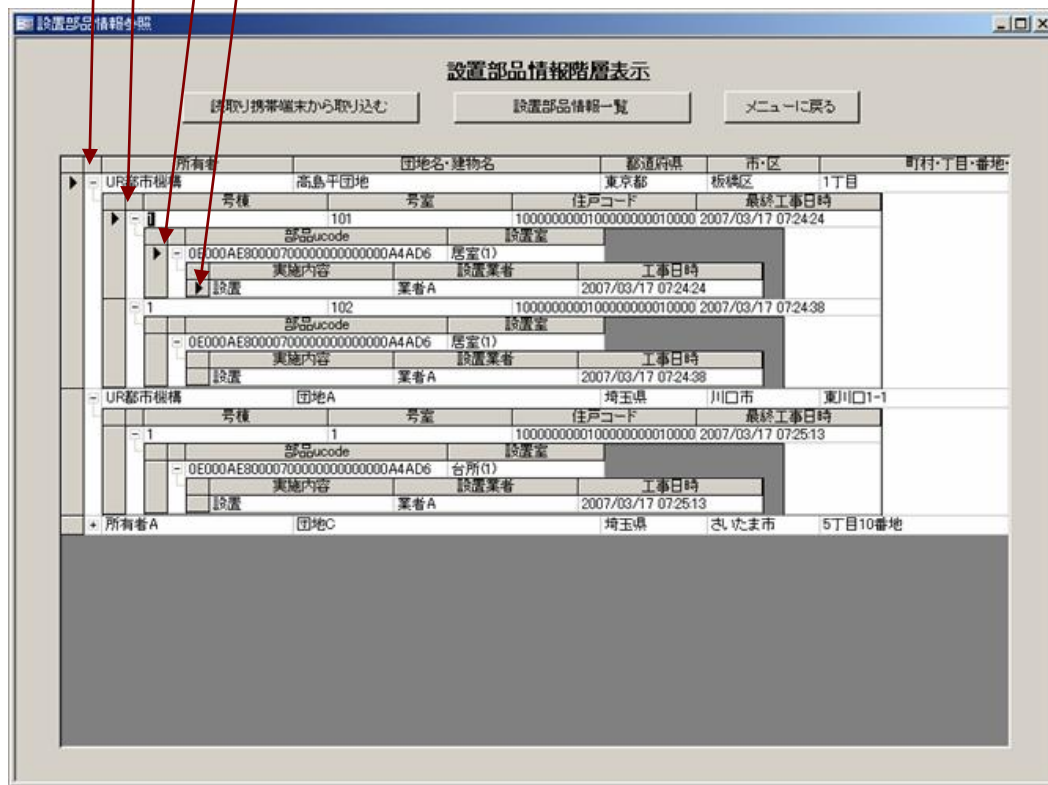 設置部品情報参照
設置部品情報階層表示
読取り携帯端末から取り込む 設置部品情報一覧 メニューに戻る
所有者 団地名・建物名 都道府県 市・区 町村・丁目・番地・
- UR都市機構 高島平団地 東京都 板橋区 1丁目
号棟 号室 住戸コード 最終工事日時
- 1 101 1000000000100000000010000 2007/03/17 07:24:24
部品ucode 設置室
- 0E000AE80000700000000000000A4AD6 居室(1)
実施内容 設置業者 工事日時
設置 業者A 2007/03/17 07:24:24
- 1 102 1000000000100000000010000 2007/03/17 07:24:38
部品ucode 設置室
- 0E000AE80000700000000000000A4AD6 居室(1)
実施内容 設置業者 工事日時
設置 業者A 2007/03/17 07:24:38
- UR都市機構 団地A 埼玉県 川口市 東川口1-1
号棟 号室 住戸コード 最終工事日時
- 1 1 1000000000100000000010000 2007/03/17 07:25:13
部品ucode 設置室
- 0E000AE80000700000000000000A4AD6 台所(1)
実施内容 設置業者 工事日時
設置 業者A 2007/03/17 07:25:13
+ 所有者A 団地C 埼玉県 さいたま市 5丁目10番地